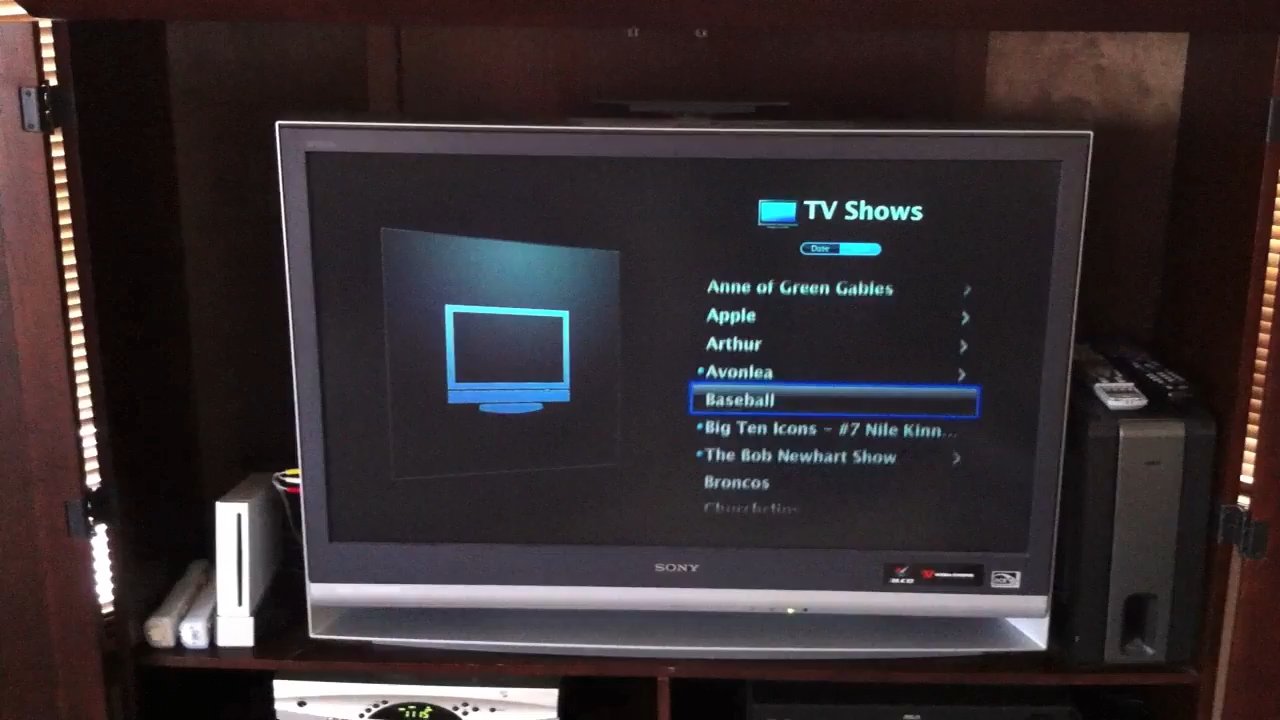 TV Shows
Date
Anne of Green Gables
Apple
Arthur
Avonlea
Baseball
Big Ten Icons - #7 Nile Kinn...
The Bob Newhart Show
Broncos
SONY
3LCD